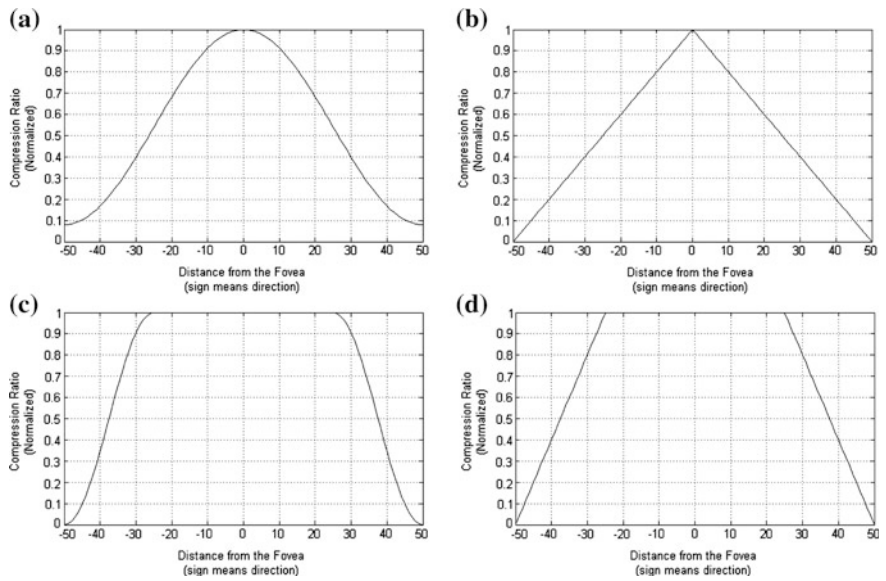 (a)
1
0.9
0.8
0.7
0.6
0.5
0.4
0.3
0.2
0.1
0
-50 -40 -30 -20 -10 0 10 20 30 40 50
Compression Ratio
(Normalized)
Distance from the Fovea
(sign means direction)
(b)
1
0.9
0.8
0.7
0.6
0.5
0.4
0.3
0.2
0.1
0
-50 -40 -30 -20 -10 0 10 20 30 40 50
Compression Ratio
(Normalized)
Distance from the Fovea
(sign means direction)
(c)
1
0.9
0.8
0.7
0.6
0.5
0.4
0.3
0.2
0.1
0
-50 -40 -30 -20 -10 0 10 20 30 40 50
Compression Ratio
(Normalized)
Distance from the Fovea
(sign means direction)
(d)
1
0.9
0.8
0.7
0.6
0.5
0.4
0.3
0.2
0.1
0
-50 -40 -30 -20 -10 0 10 20 30 40 50
Compression Ratio
(Normalized)
Distance from the Fovea
(sign means direction)